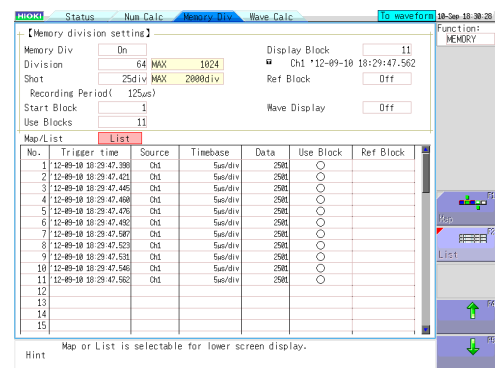 HIOKI Status Num Calc Memory Div Wave Calc To waveform 10-Sep 18:30:28
Function:
MEMORY
[Memory division setting]
Memory Div On Display Block 11
Division 64 MAX 1024 Ch1 '12-09-10 18:29:47.562
Shot 25div MAX 2000div Ref Block Off
Recording Period( 125µs)
Start Block 1 Wave Display Off
Use Blocks 11
Map/List List
No. Trigger time Source Timebase Data Use Block Ref Block
1 '12-09-10 18:29:47.398 Ch1 5µs/div 2501 ○
2 '12-09-10 18:29:47.421 Ch1 5µs/div 2501 ○
3 '12-09-10 18:29:47.445 Ch1 5µs/div 2501 ○
4 '12-09-10 18:29:47.460 Ch1 5µs/div 2501 ○
5 '12-09-10 18:29:47.476 Ch1 5µs/div 2501 ○
6 '12-09-10 18:29:47.492 Ch1 5µs/div 2501 ○
7 '12-09-10 18:29:47.507 Ch1 5µs/div 2501 ○
8 '12-09-10 18:29:47.523 Ch1 5µs/div 2501 ○
9 '12-09-10 18:29:47.531 Ch1 5µs/div 2501 ○
10 '12-09-10 18:29:47.546 Ch1 5µs/div 2501 ○
11 '12-09-10 18:29:47.562 Ch1 5µs/div 2501 ○
12
13
14
15
F1
Map
F2
List
F4
F5
Map or List is selectable for lower screen display.
Hint